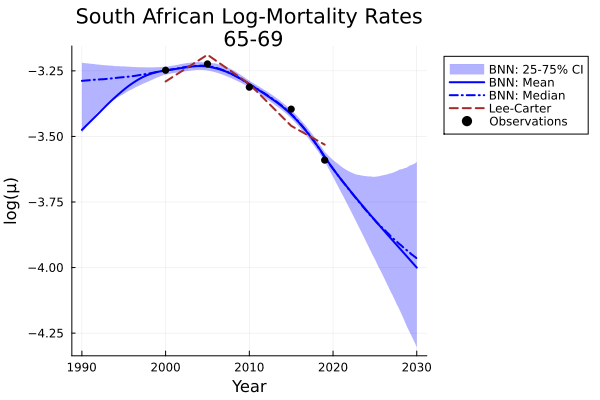 South African Log-Mortality Rates
65-69
−3.25
−3.50
−3.75
−4.00
−4.25
log(μ)
1990
2000
2010
2020
2030
Year
BNN: 25-75% CI
BNN: Mean
BNN: Median
Lee-Carter
Observations